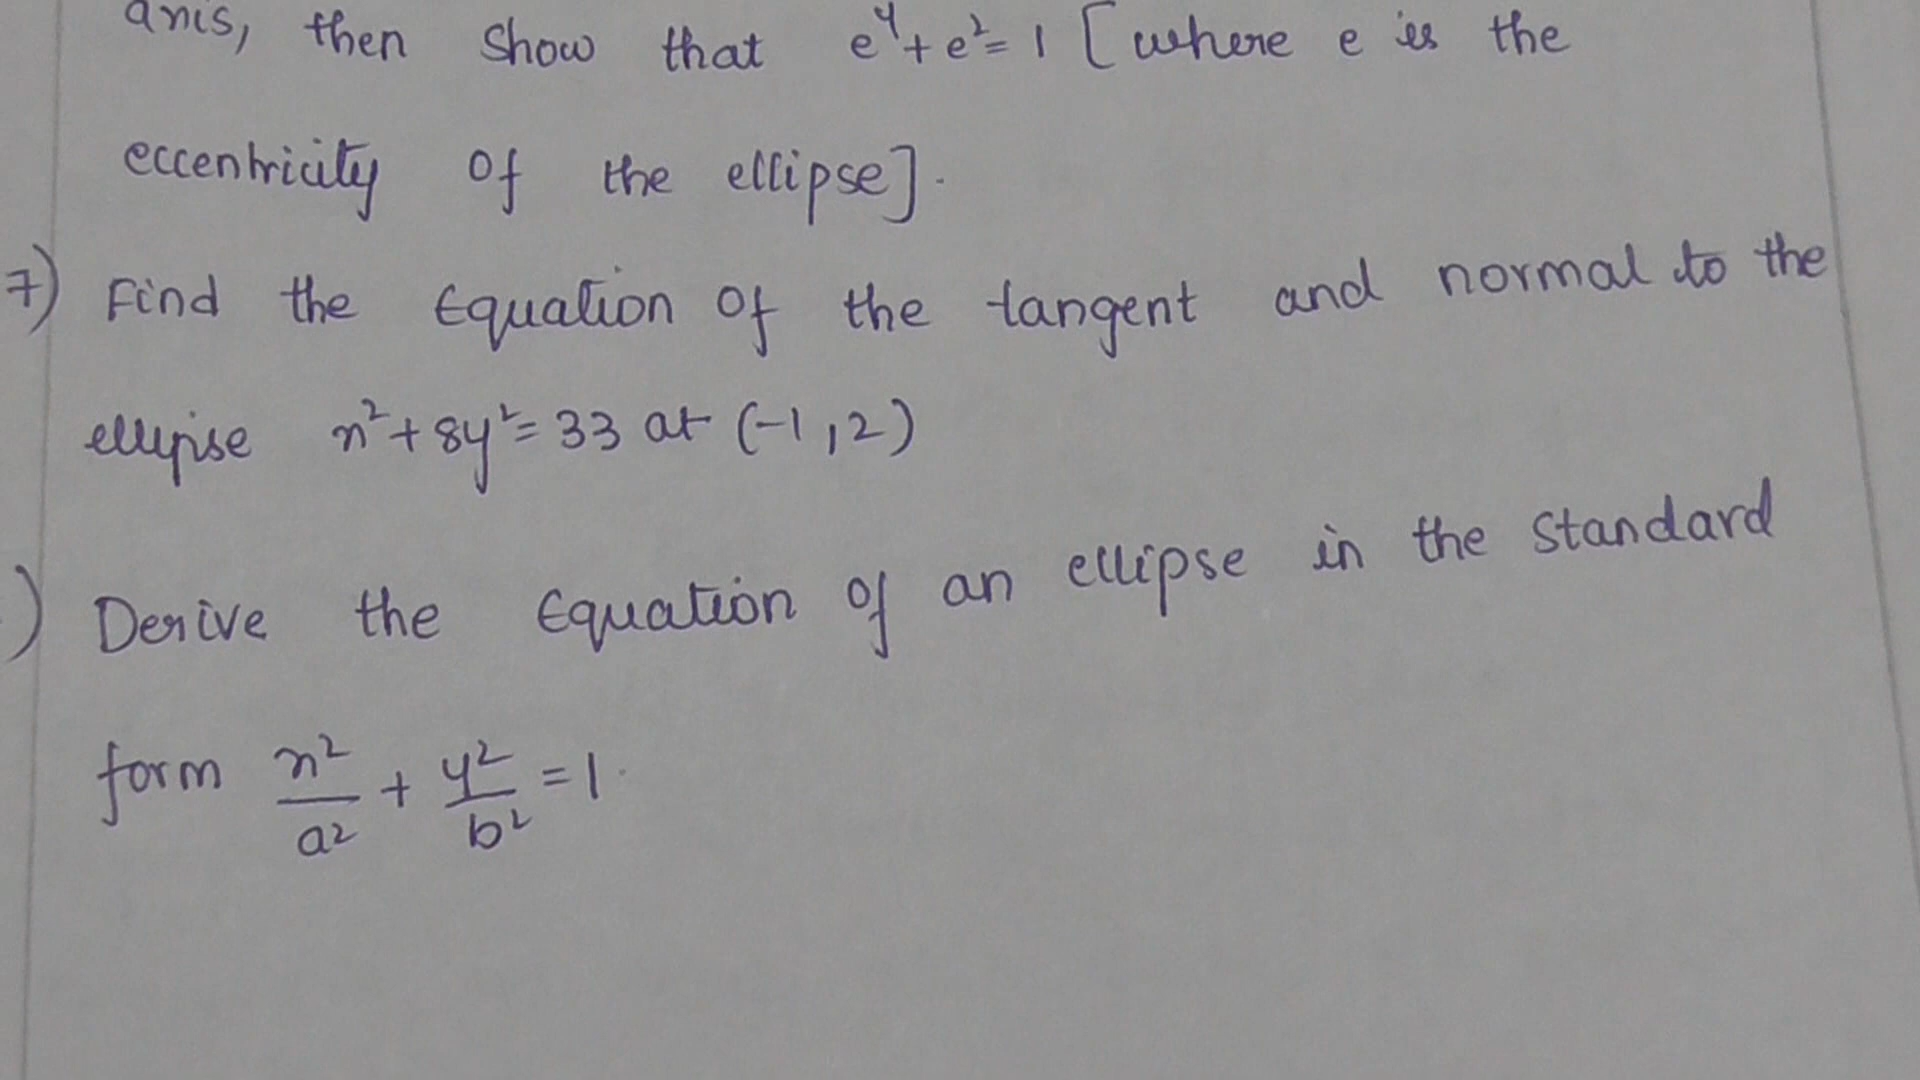 axis, then show that e⁴+e²=1 [where e is the
eccentricity of the ellipse].
7) Find the Equation of the tangent and normal to the
ellipse x²+8y²=33 at (-1,2)
) Derive the Equation of an ellipse in the standard
form x²/a² + y²/b² = 1.